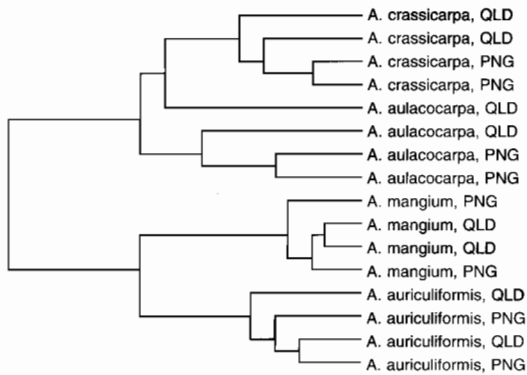 A. crassicarpa, QLD
A. crassicarpa, QLD
A. crassicarpa, PNG
A. crassicarpa, PNG
A. aulacocarpa, QLD
A. aulacocarpa, QLD
A. aulacocarpa, PNG
A. aulacocarpa, PNG
A. mangium, PNG
A. mangium, QLD
A. mangium, QLD
A. mangium, PNG
A. auriculiformis, QLD
A. auriculiformis, PNG
A. auriculiformis, QLD
A. auriculiformis, PNG